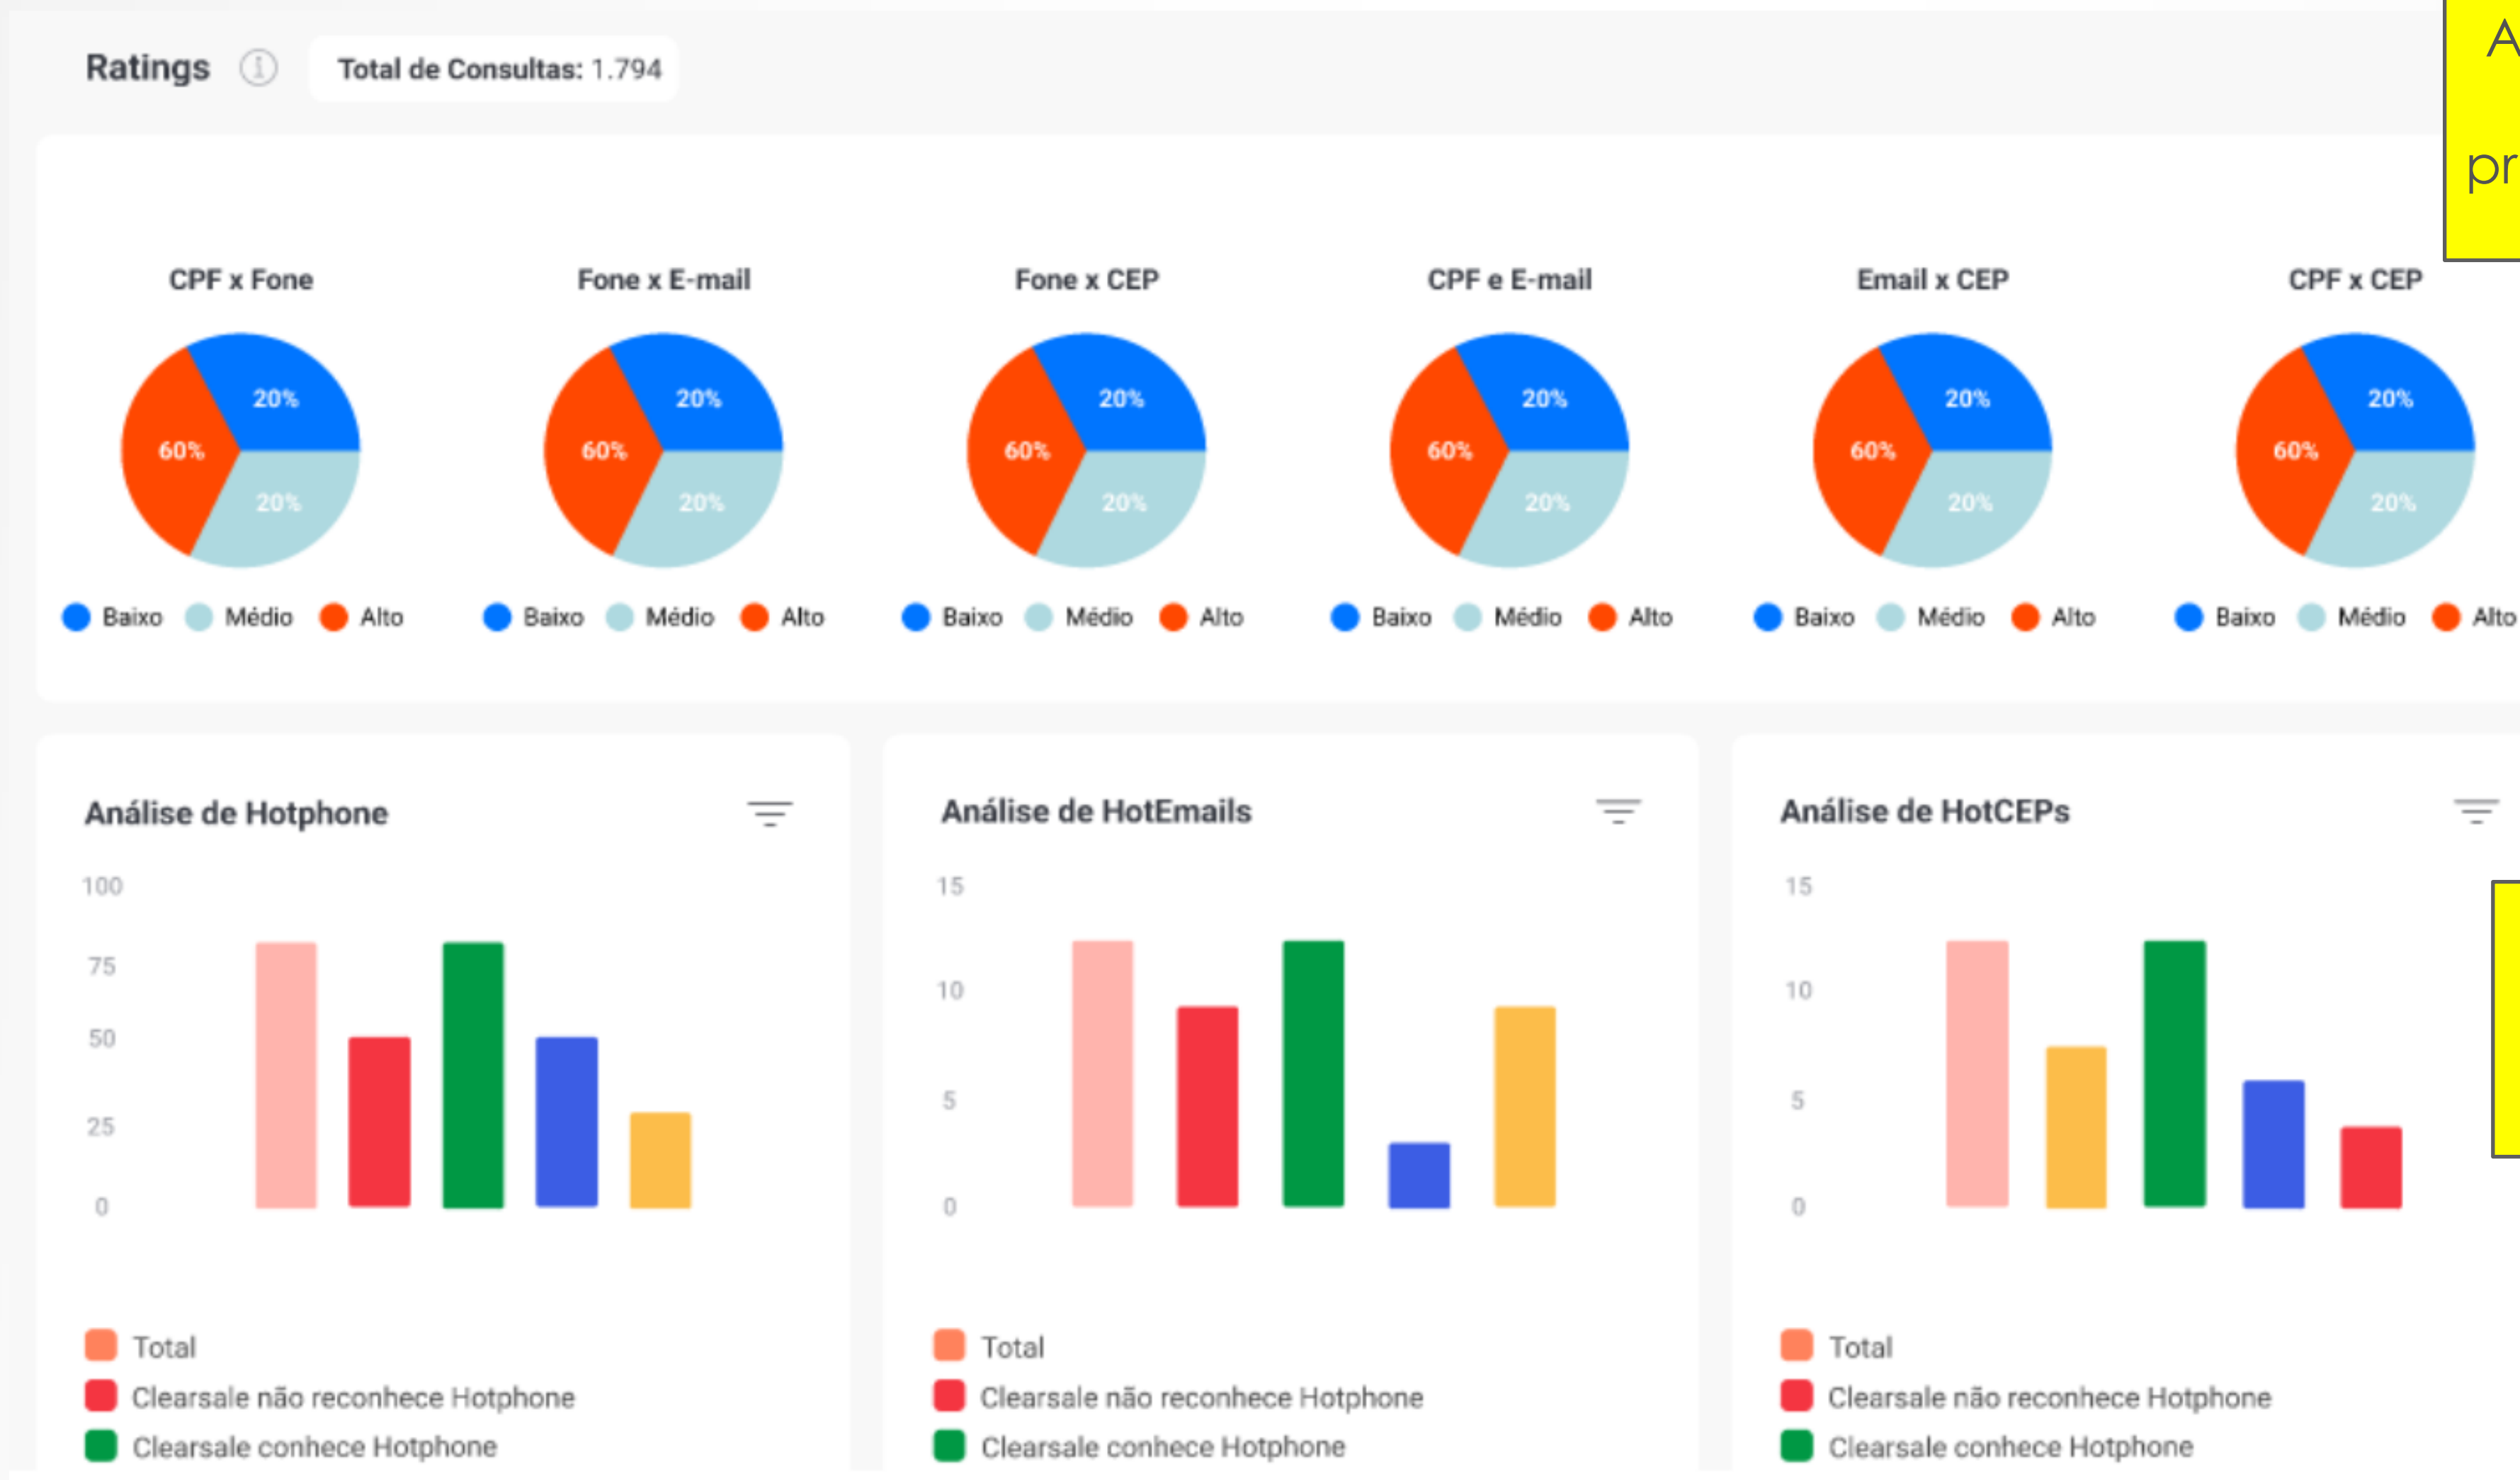 Ratings
Total de Consultas: 1.794
CPF x Fone
Fone x E-mail
Fone x CEP
CPF e E-mail
Email x CEP
CPF x CEP
20%
60%
20%
20%
60%
20%
20%
60%
20%
20%
60%
20%
20%
60%
20%
20%
60%
20%
Baixo Médio Alto
Baixo Médio Alto
Baixo Médio Alto
Baixo Médio Alto
Baixo Médio Alto
Baixo Médio Alto
Análise de Hotphone
100
75
50
25
0
Total
Clearsale não reconhece Hotphone
Clearsale conhece Hotphone
Análise de HotEmails
15
10
5
0
Total
Clearsale não reconhece Hotphone
Clearsale conhece Hotphone
Análise de HotCEPs
15
10
5
0
Total
Clearsale não reconhece Hotphone
Clearsale conhece Hotphone